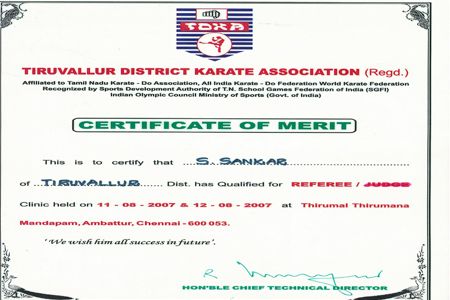 TDKA
TIRUVALLUR DISTRICT KARATE ASSOCIATION (Regd.)
Affiliated to Tamil Nadu Karate - Do Association, All India Karate - Do Federation World Karate Federation
Recognized by Sports Development Authority of T.N. School Games Federation of India (SGFI)
Indian Olympic Council Ministry of Sports (Govt. of India)
CERTIFICATE OF MERIT
This is to certify that S. SANKAR
of TIRUVALLUR Dist. has Qualified for REFEREE / JUDGE
Clinic held on 11 - 08 - 2007 & 12 - 08 - 2007 at Thirumal Thirumana
Mandapam, Ambattur, Chennai - 600 053.
' We wish him all success in future'.
HON'BLE CHIEF TECHNICAL DIRECTOR